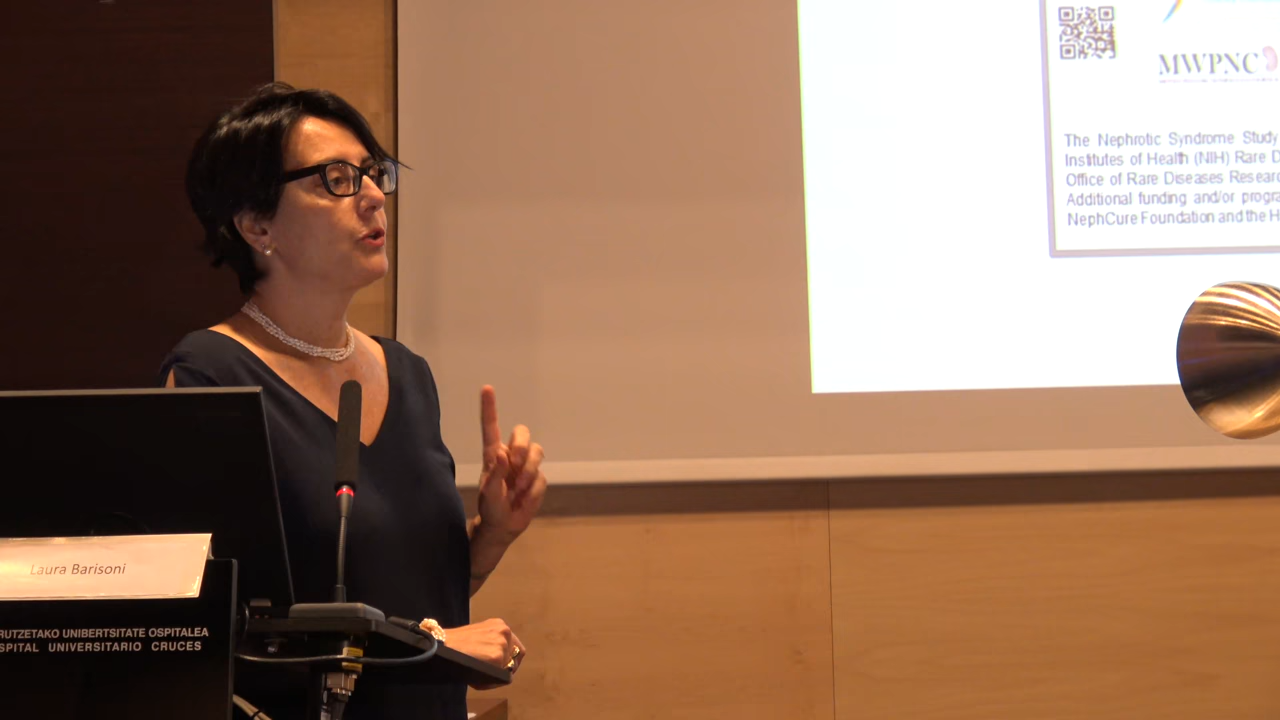 MWPNC
The Nephrotic Syndrome Study
Institutes of Health (NIH) Rare D
Office of Rare Diseases Resear
Additional funding and/or progra
NephCure Foundation and the H
Laura Barisoni
RUTZETAKO UNIBERTSITATE OSPITALEA
SPITAL UNIVERSITARIO CRUCES